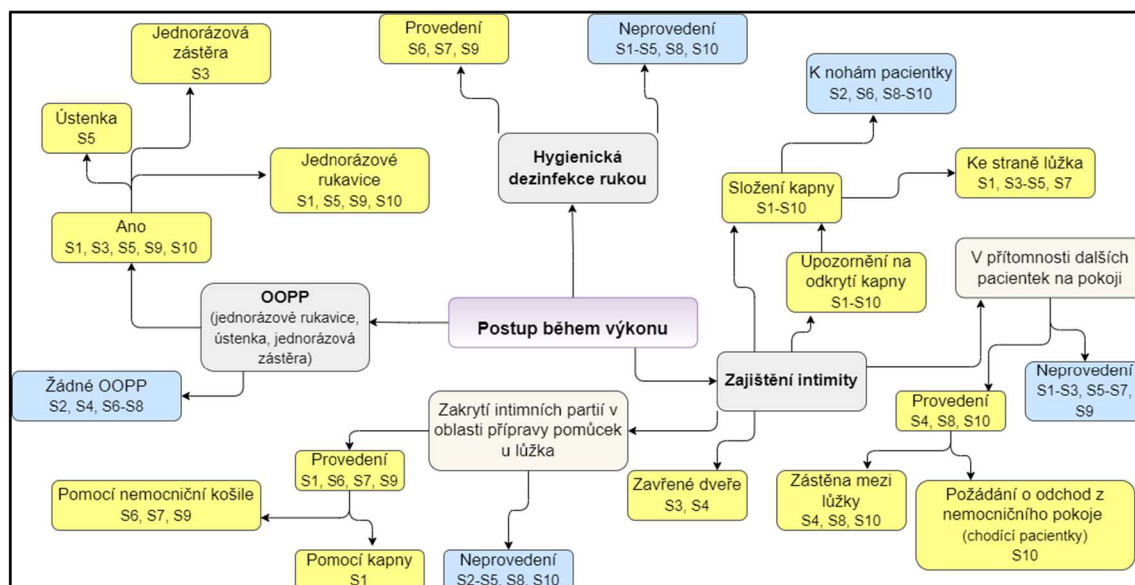 Jednorázová
zástěra
S3
Provedení
S6, S7, S9
Neprovedení
S1-S5, S8, S10
K nohám pacientky
S2, S6, S8-S10
Ústenka
S5
Jednorázové
rukavice
S1, S5, S9, S10
Hygienická
dezinfekce rukou
Složení kapny
S1-S10
Ke straně lůžka
S1, S3-S5, S7
Ano
S1, S3, S5, S9, S10
Upozornění na
odkrytí kapny
S1-S10
V přítomnosti dalších
pacientek na pokoji
OOPP
(jednorázové rukavice,
ústenka, jednorázová
zástěra)
Postup během výkonu
Zajištění intimity
Žádné OOPP
S2, S4, S6-S8
Neprovedení
S1-S3, S5-S7,
S9
Zakrytí intimních partií v
oblasti přípravy pomůcek
u lůžka
Provedení
S4, S8, S10
Provedení
S1, S6, S7, S9
Zavřené dveře
S3, S4
Zástěna mezi
lůžky
S4, S8, S10
Požádání o odchod z
nemocničního pokoje
(chodící pacientky)
S10
Pomocí nemocniční košile
S6, S7, S9
Pomocí kapny
S1
Neprovedení
S2-S5, S8, S10